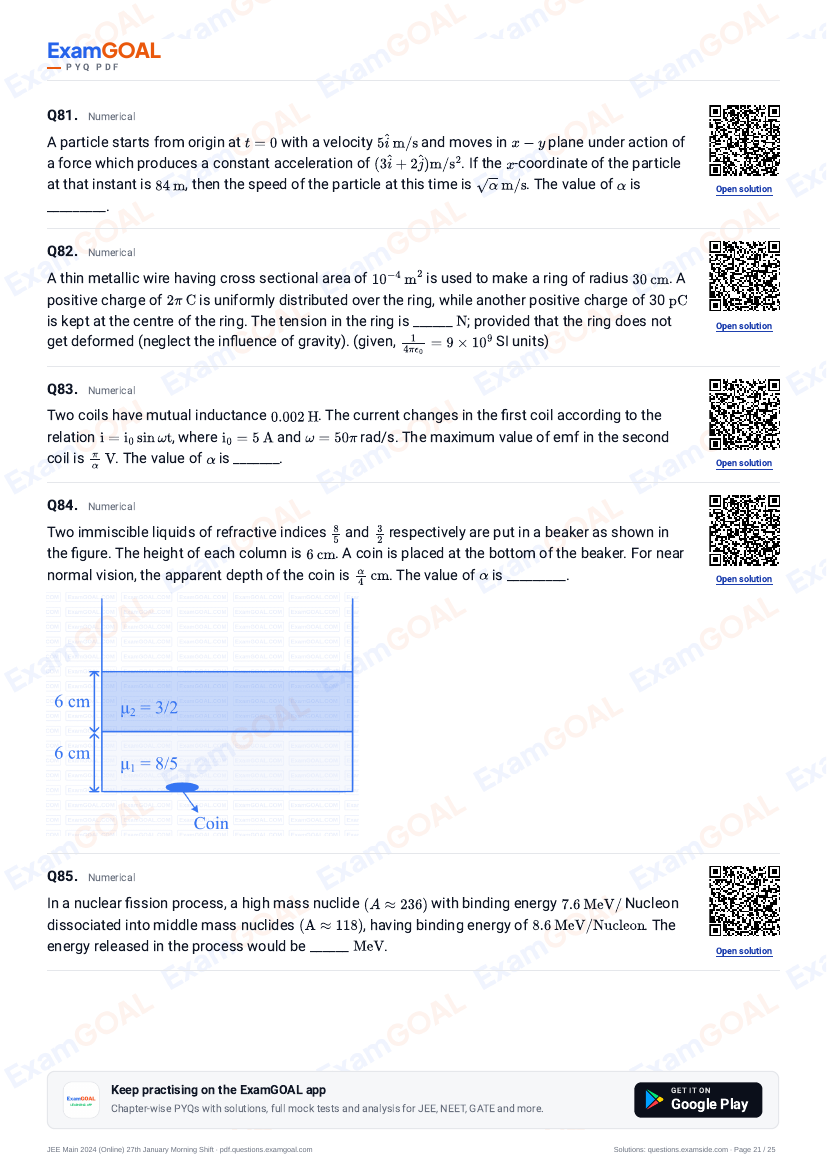 ExamGOAL
PYQ PDF
Q81. Numerical
A particle starts from origin at t = 0 with a velocity 5î m/s and moves in x − y plane under action of
a force which produces a constant acceleration of (3î + 2ĵ)m/s². If the x-coordinate of the particle
at that instant is 84 m, then the speed of the particle at this time is √α m/s. The value of α is
_________.
Open solution
Q82. Numerical
A thin metallic wire having cross sectional area of 10⁻⁴ m² is used to make a ring of radius 30 cm. A
positive charge of 2π C is uniformly distributed over the ring, while another positive charge of 30 pC
is kept at the centre of the ring. The tension in the ring is ______ N; provided that the ring does not
get deformed (neglect the influence of gravity). (given, 1/4πϵ₀ = 9 × 10⁹ SI units)
Open solution
Q83. Numerical
Two coils have mutual inductance 0.002 H. The current changes in the first coil according to the
relation i = i₀ sin ωt, where i₀ = 5 A and ω = 50π rad/s. The maximum value of emf in the second
coil is π/α V. The value of α is _______.
Open solution
Q84. Numerical
Two immiscible liquids of refractive indices 8/5 and 3/2 respectively are put in a beaker as shown in
the figure. The height of each column is 6 cm. A coin is placed at the bottom of the beaker. For near
normal vision, the apparent depth of the coin is α/4 cm. The value of α is _________.
Open solution
6 cm
μ₂ = 3/2
6 cm
μ₁ = 8/5
Coin
Q85. Numerical
In a nuclear fission process, a high mass nuclide (A ≈ 236) with binding energy 7.6 MeV/ Nucleon
dissociated into middle mass nuclides (A ≈ 118), having binding energy of 8.6 MeV/Nucleon. The
energy released in the process would be ______ MeV.
Open solution
ExamGOAL
Keep practising on the ExamGOAL app
Chapter-wise PYQs with solutions, full mock tests and analysis for JEE, NEET, GATE and more.
GET IT ON
Google Play
JEE Main 2024 (Online) 27th January Morning Shift · pdf.questions.examgoal.com
Solutions: questions.examside.com · Page 21 / 25